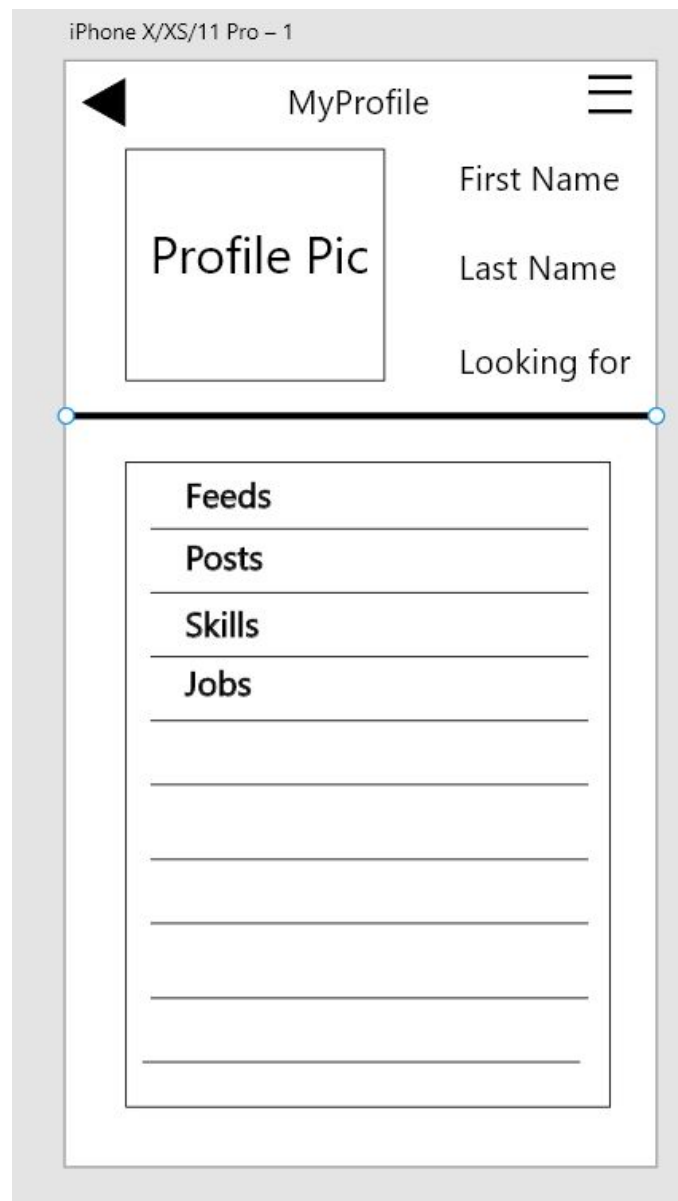 iPhone X/XS/11 Pro – 1
MyProfile
Profile Pic
First Name
Last Name
Looking for
Feeds
Posts
Skills
Jobs